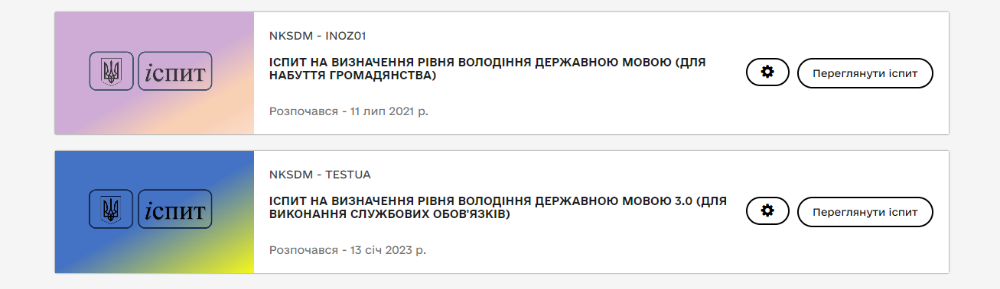 NKSDM - INOZ01
іспит
ІСПИТ НА ВИЗНАЧЕННЯ РІВНЯ ВОЛОДІННЯ ДЕРЖАВНОЮ МОВОЮ (ДЛЯ
НАБУТТЯ ГРОМАДЯНСТВА)
Переглянути іспит
Розпочався - 11 лип 2021 р.
NKSDM - TESTUA
іспит
ІСПИТ НА ВИЗНАЧЕННЯ РІВНЯ ВОЛОДІННЯ ДЕРЖАВНОЮ МОВОЮ 3.0 (ДЛЯ
ВИКОНАННЯ СЛУЖБОВИХ ОБОВ'ЯЗКІВ)
Переглянути іспит
Розпочався - 13 січ 2023 р.